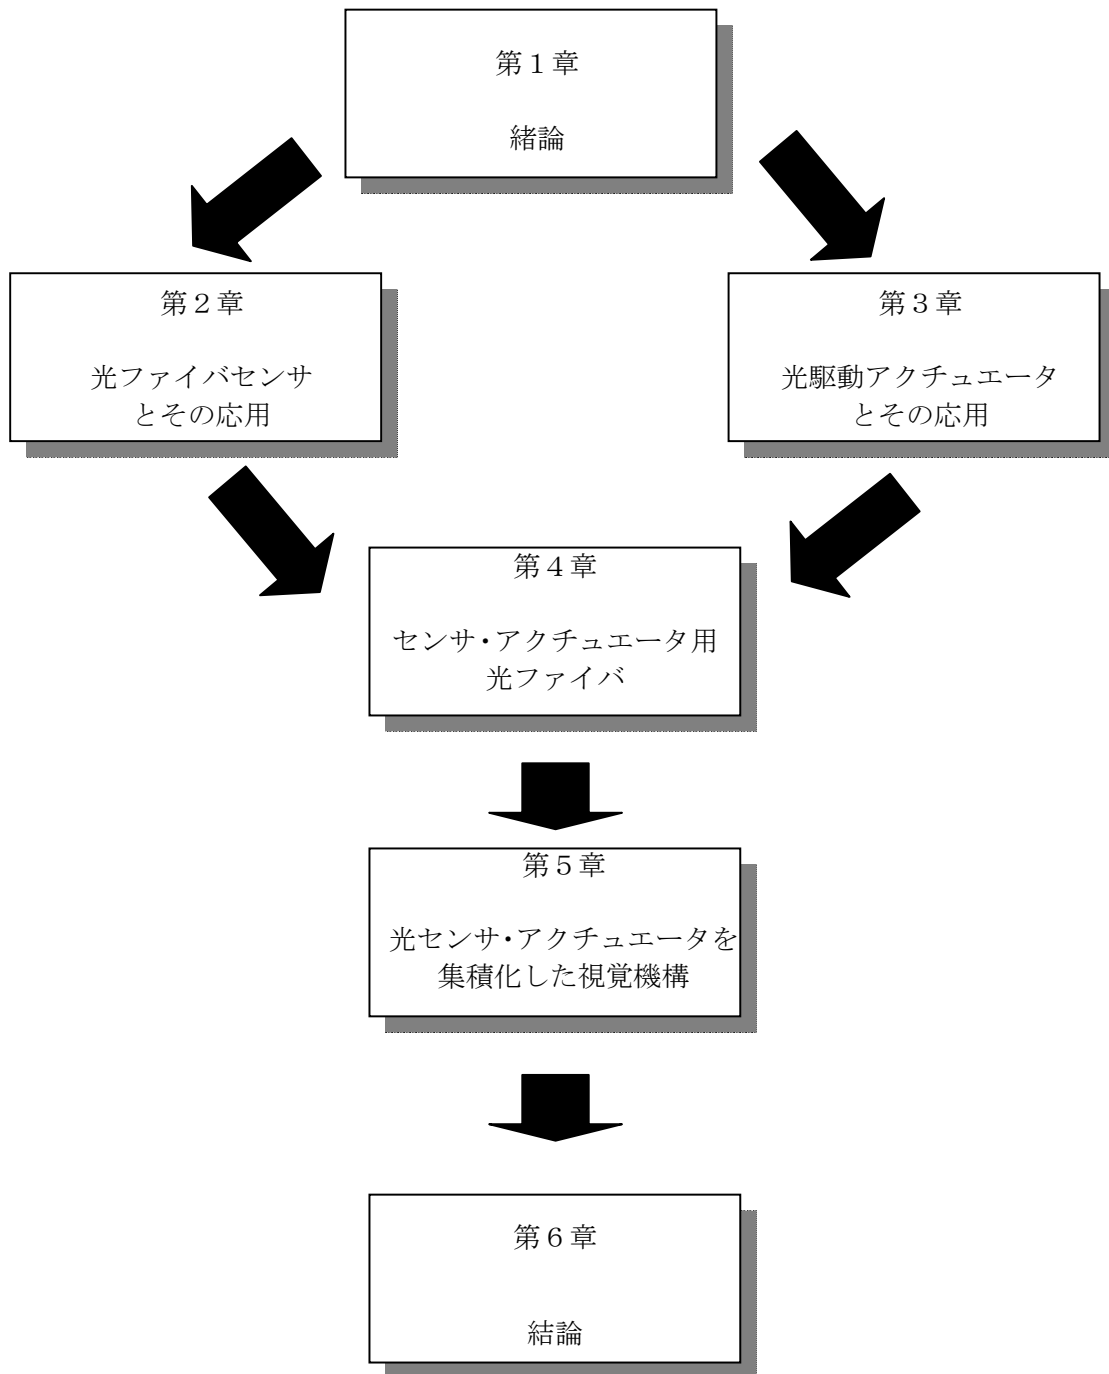 第１章
緒論
第２章
光ファイバセンサ
とその応用
第３章
光駆動アクチュエータ
とその応用
第４章
センサ・アクチュエータ用
光ファイバ
第５章
光センサ・アクチュエータを
集積化した視覚機構
第６章
結論